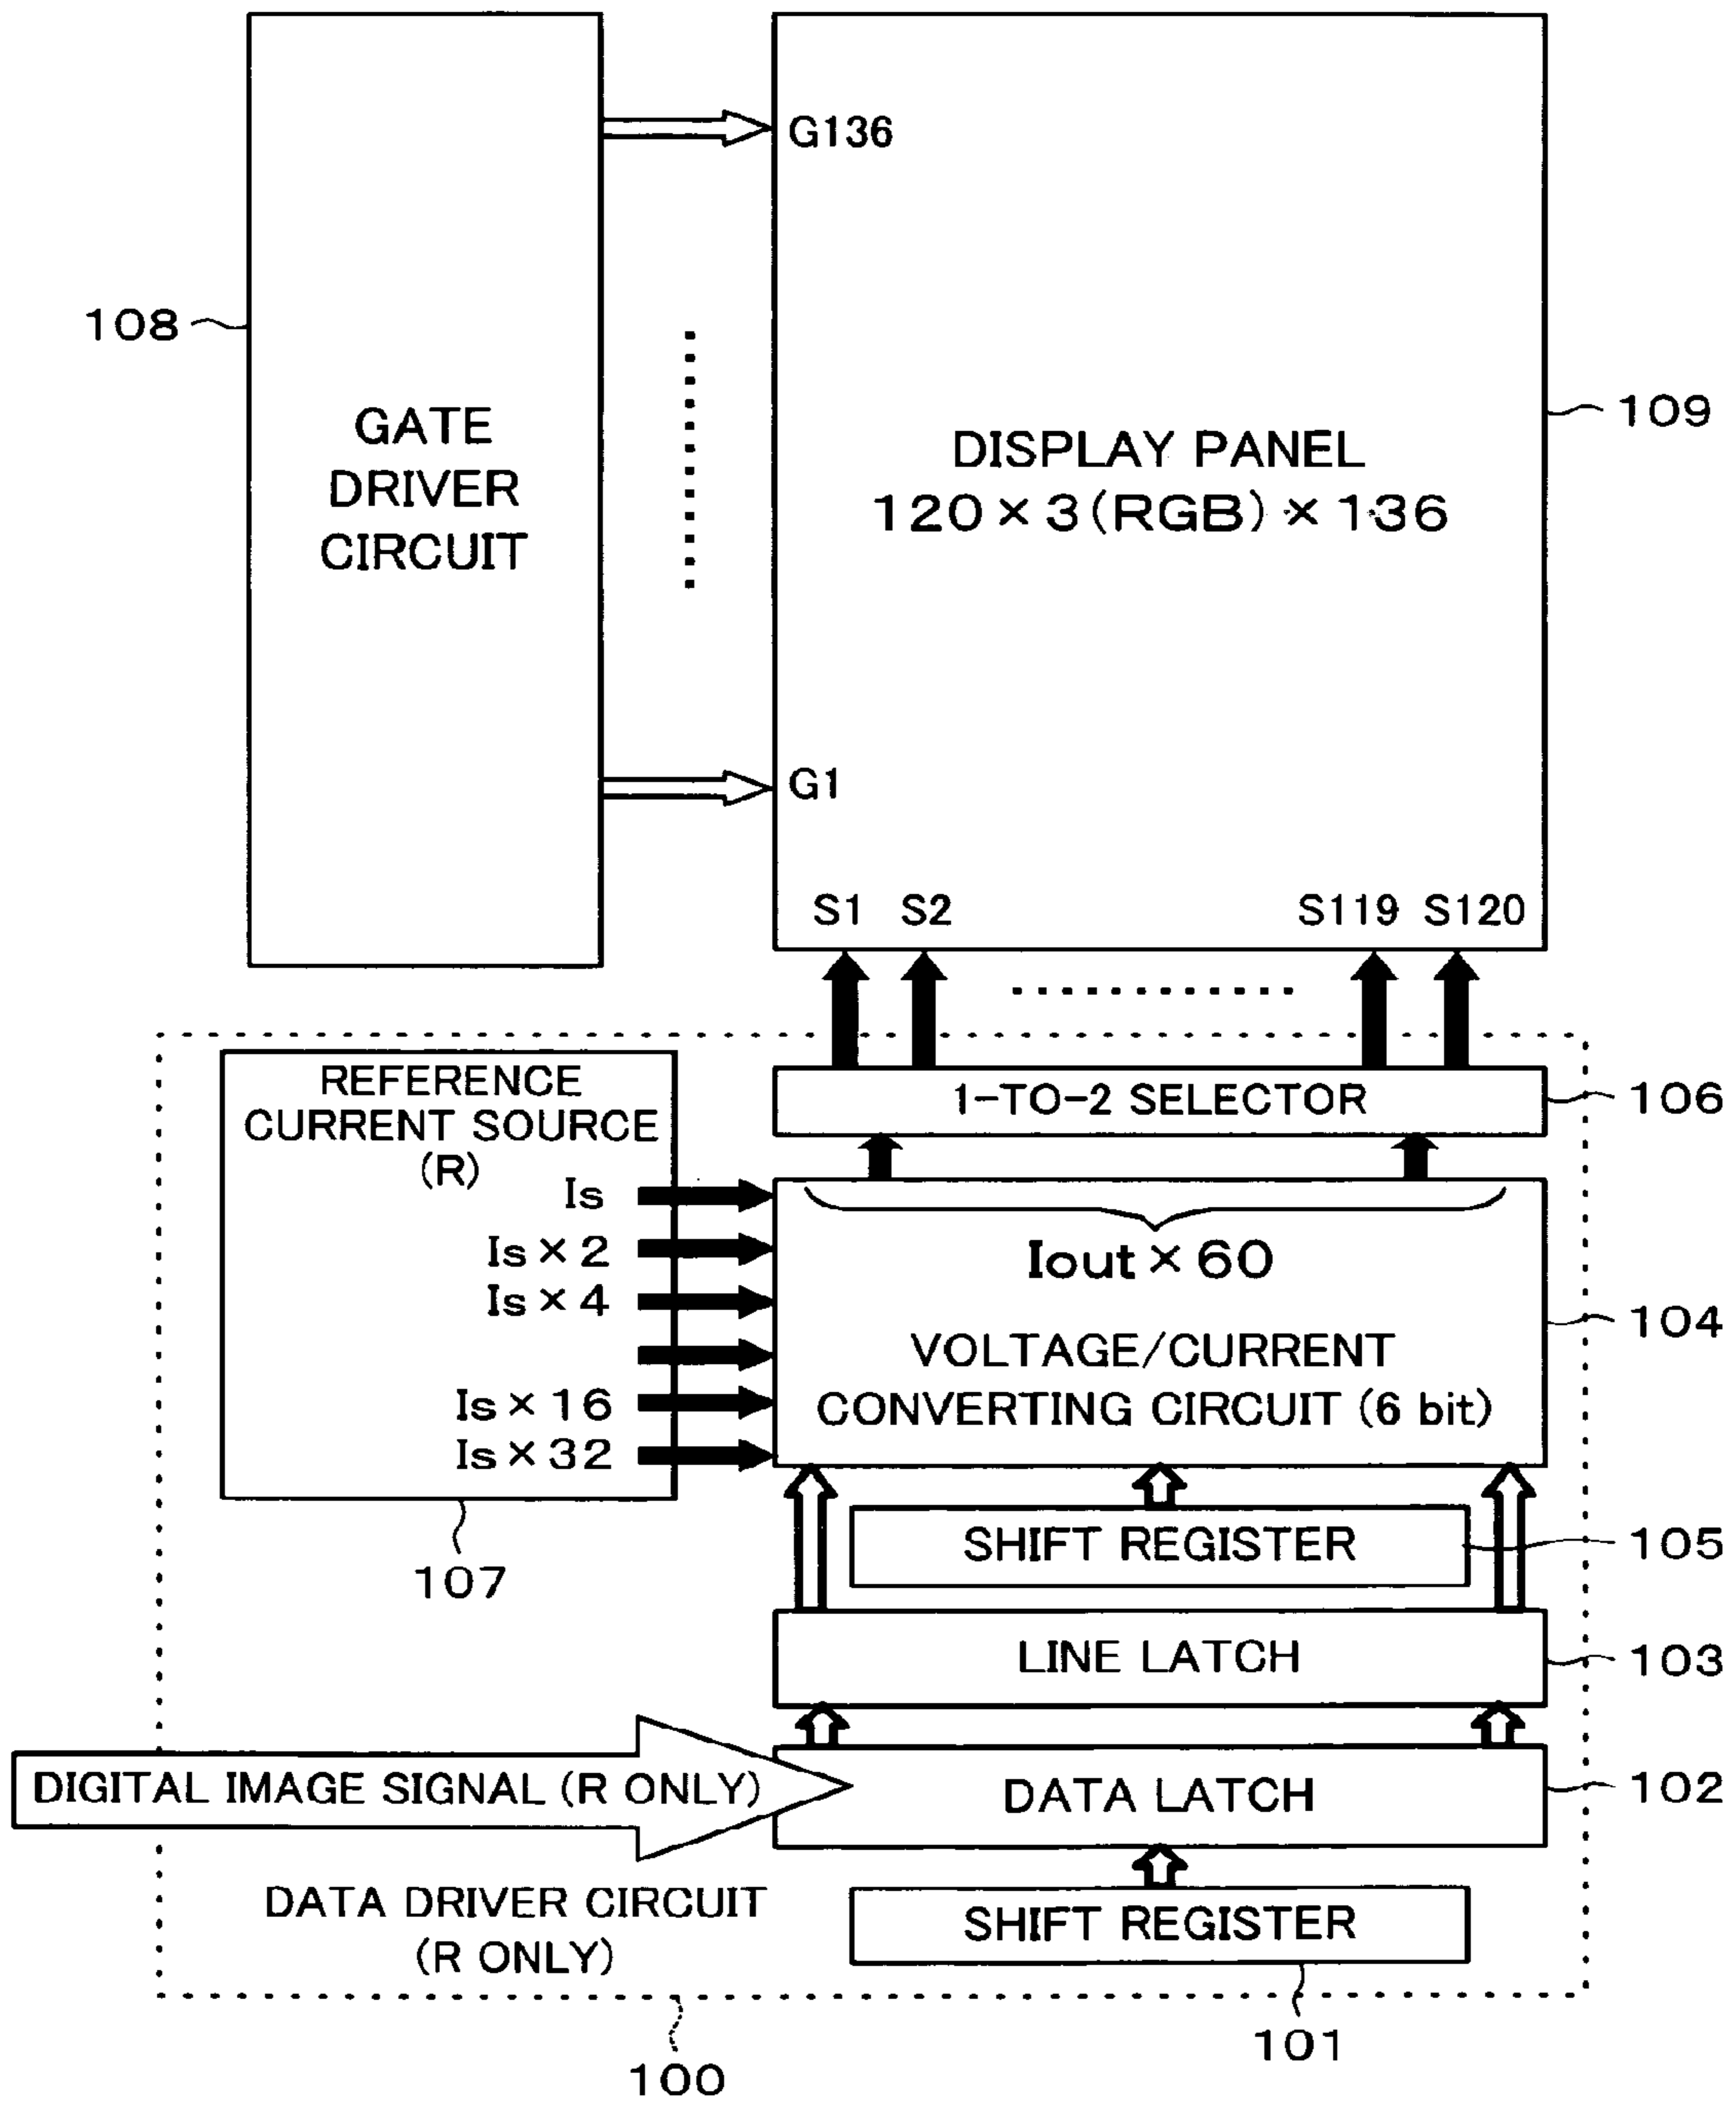 G136
108
GATE
DRIVER
CIRCUIT
109
DISPLAY PANEL
120×3(RGB)×136
G1
S1 S2 S119 S120
REFERENCE
CURRENT SOURCE
(R)
1-TO-2 SELECTOR
106
Is
Is×2
Is×4
Is×16
Is×32
Iout×60
VOLTAGE/CURRENT
CONVERTING CIRCUIT (6 bit)
104
107
SHIFT REGISTER
105
LINE LATCH
103
DIGITAL IMAGE SIGNAL (R ONLY)
DATA LATCH
102
DATA DRIVER CIRCUIT
(R ONLY)
SHIFT REGISTER
101
100